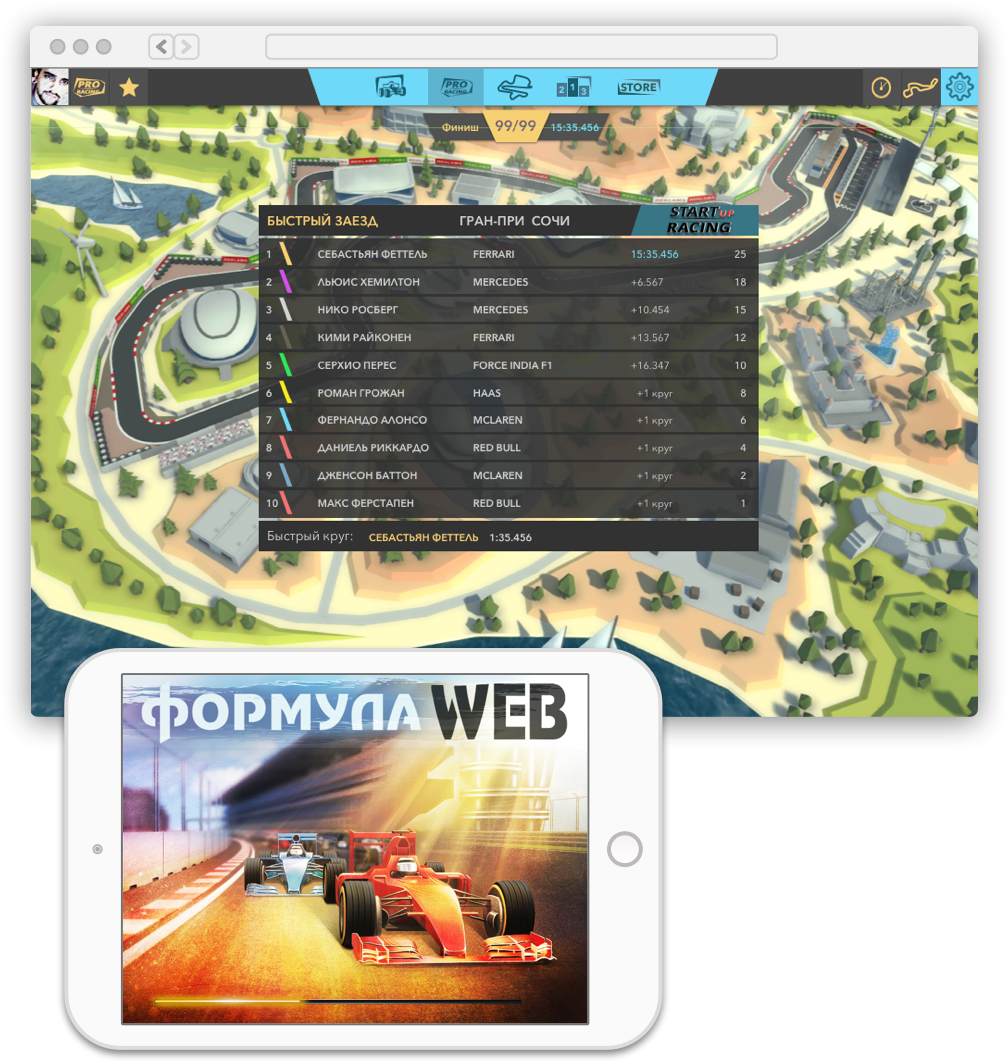 PRO RACING
PRO RACING
2 1 3
STORE
Финиш 99/99 15:35.456
БЫСТРЫЙ ЗАЕЗД ГРАН-ПРИ СОЧИ START UP RACING
1 СЕБАСТЬЯН ФЕТТЕЛЬ FERRARI 15:35.456 25
2 ЛЬЮИС ХЕМИЛТОН MERCEDES +6.567 18
3 НИКО РОСБЕРГ MERCEDES +10.454 15
4 КИМИ РАЙКОНЕН FERRARI +13.567 12
5 СЕРХИО ПЕРЕС FORCE INDIA F1 +16.347 10
6 РОМАН ГРОЖАН HAAS +1 круг 8
7 ФЕРНАНДО АЛОНСО MCLAREN +1 круг 6
8 ДАНИЕЛЬ РИККАРДО RED BULL +1 круг 4
9 ДЖЕНСОН БАТТОН MCLAREN +1 круг 2
10 МАКС ФЕРСТАПЕН RED BULL +1 круг 1
Быстрый круг: СЕБАСТЬЯН ФЕТТЕЛЬ 1:35.456
ФОРМУЛА WEB